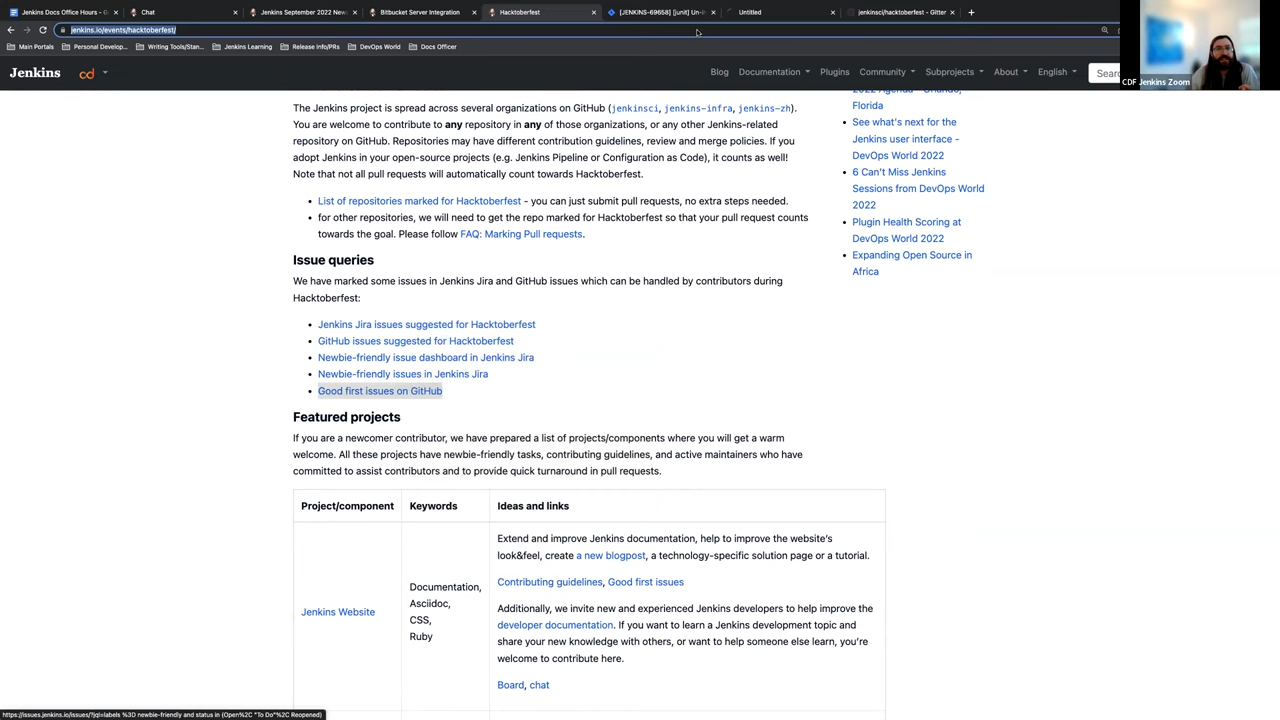 Jenkins Docs Office Hours - G
Chat
Jenkins September 2022 New
Bitbucket Server Integration
Hacktoberfest
[JENKINS-69658] [junit] Un-
Untitled
jenkinsci/hacktoberfest - Gitter
jenkins.io/events/hacktoberfest/
Main Portals
Personal Develop...
Writing Tools/Stan...
Jenkins Learning
Release Info/PRs
DevOps World
Docs Officer
Jenkins
cd
Blog
Documentation
Plugins
Community
Subprojects
About
English
Searc
CDF Jenkins Zoom
The Jenkins project is spread across several organizations on GitHub (jenkinsci, jenkins-infra, jenkins-zh).
You are welcome to contribute to any repository in any of those organizations, or any other Jenkins-related
repository on GitHub. Repositories may have different contribution guidelines, review and merge policies. If you
adopt Jenkins in your open-source projects (e.g. Jenkins Pipeline or Configuration as Code), it counts as well!
Note that not all pull requests will automatically count towards Hacktoberfest.
• List of repositories marked for Hacktoberfest - you can just submit pull requests, no extra steps needed.
• for other repositories, we will need to get the repo marked for Hacktoberfest so that your pull request counts
towards the goal. Please follow FAQ: Marking Pull requests.
Issue queries
We have marked some issues in Jenkins Jira and GitHub issues which can be handled by contributors during
Hacktoberfest:
• Jenkins Jira issues suggested for Hacktoberfest
• GitHub issues suggested for Hacktoberfest
• Newbie-friendly issue dashboard in Jenkins Jira
• Newbie-friendly issues in Jenkins Jira
• Good first issues on GitHub
Featured projects
If you are a newcomer contributor, we have prepared a list of projects/components where you will get a warm
welcome. All these projects have newbie-friendly tasks, contributing guidelines, and active maintainers who have
committed to assist contributors and to provide quick turnaround in pull requests.
Project/component
Keywords
Ideas and links
Jenkins Website
Documentation,
Asciidoc,
CSS,
Ruby
Extend and improve Jenkins documentation, help to improve the website's
look&feel, create a new blogpost, a technology-specific solution page or a tutorial.
Contributing guidelines, Good first issues
Additionally, we invite new and experienced Jenkins developers to help improve the
developer documentation. If you want to learn a Jenkins development topic and
share your new knowledge with others, or want to help someone else learn, you're
welcome to contribute here.
Board, chat
2022 Agenda - Orlando,
Florida
• See what's next for the
Jenkins user interface -
DevOps World 2022
• 6 Can't Miss Jenkins
Sessions from DevOps World
2022
• Plugin Health Scoring at
DevOps World 2022
• Expanding Open Source in
Africa
https://issues.jenkins.io/issues/?jql=labels %3D newbie-friendly and status in (Open%2C "To Do"%2C Reopened)